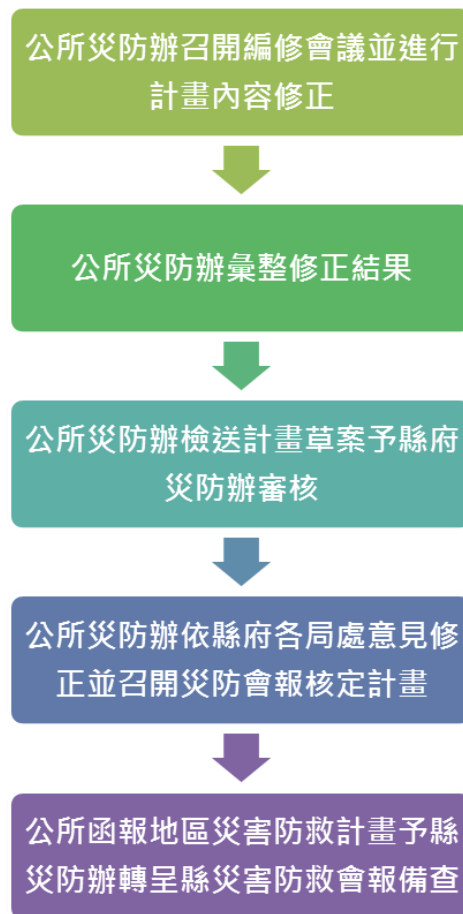 公所災防辦召開編修會議並進行
計畫內容修正
公所災防辦彙整修正結果
公所災防辦檢送計畫草案予縣府
災防辦審核
公所災防辦依縣府各局處意見修
正並召開災防會報核定計畫
公所函報地區災害防救計畫予縣
災防辦轉呈縣災害防救會報備查